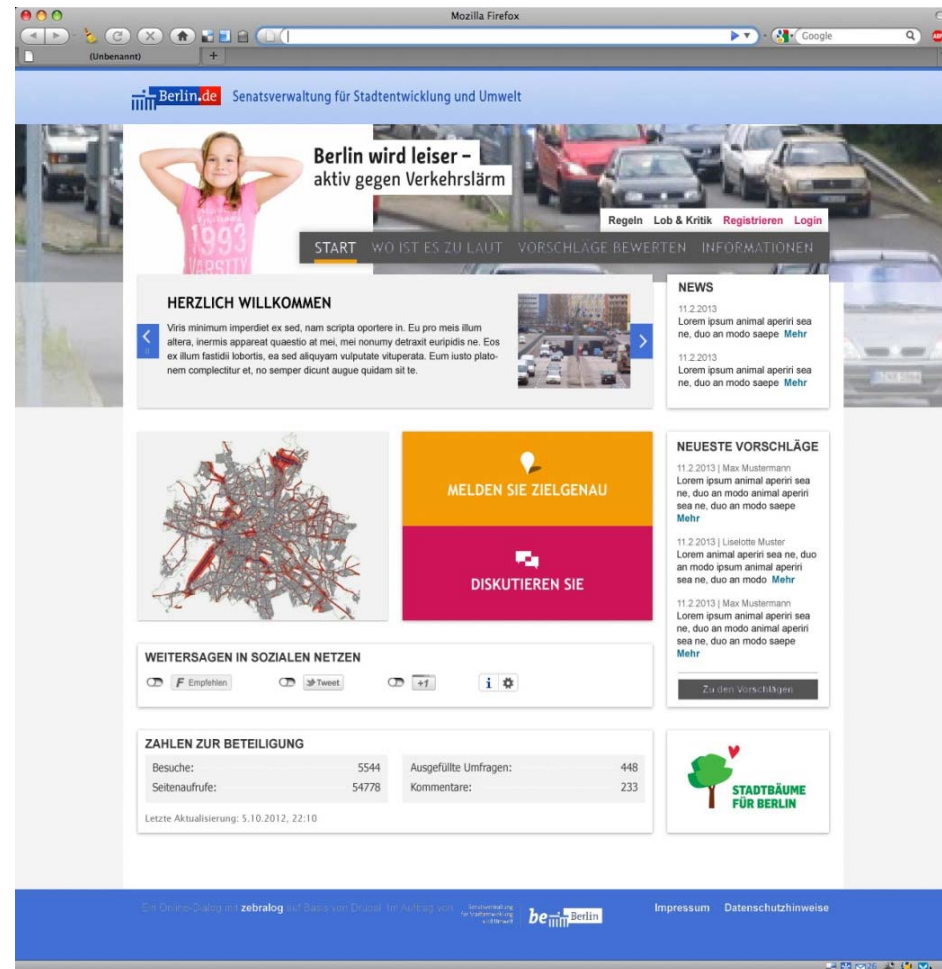 Mozilla Firefox
Google
(Unbenannt)
+
Berlin.de Senatsverwaltung für Stadtentwicklung und Umwelt
Berlin wird leiser –
aktiv gegen Verkehrslärm
1993
VARSITY
Regeln Lob & Kritik Registrieren Login
START WO IST ES ZU LAUT VORSCHLÄGE BEWERTEN INFORMATIONEN
HERZLICH WILLKOMMEN
Viris minimum imperdiet ex sed, nam scripta oportere in. Eu pro meis illum
altera, inermis appareat quaestio at mei, mei nonumy detraxit euripidis ne. Eos
ex illum fastidii lobortis, ea sed aliquyam vulputate vituperata. Eum iusto plato-
nem complectitur et, no semper dicunt augue quidam sit te.
NEWS
11.2.2013
Lorem ipsum animal aperiri sea
ne, duo an modo saepe Mehr
11.2.2013
Lorem ipsum animal aperiri sea
ne, duo an modo saepe Mehr
MELDEN SIE ZIELGENAU
DISKUTIEREN SIE
NEUESTE VORSCHLÄGE
11.2.2013 | Max Mustermann
Lorem ipsum animal aperiri sea
ne, duo an modo animal aperiri
sea ne, duo an modo saepe
Mehr
11.2.2013 | Liselotte Muster
Lorem animal aperiri sea ne, duo
an modo ipsum animal aperiri
sea ne, duo an modo Mehr
11.2.2013 | Max Mustermann
Lorem ipsum animal aperiri sea
ne, duo an modo animal aperiri
sea ne, duo an modo saepe
Mehr
Zu den Vorschlägen
WEITERSAGEN IN SOZIALEN NETZEN
F Empfehlen
Tweet
+1
i
ZAHLEN ZUR BETEILIGUNG
Besuche: 5544
Seitenaufrufe: 54778
Ausgefüllte Umfragen: 448
Kommentare: 233
Letzte Aktualisierung: 5.10.2012, 22:10
STADTBÄUME
FÜR BERLIN
Ein Online-Dialog mit zebralog auf Basis von Drupal. Im Auftrag von
Senatsverwaltung
für Stadtentwicklung
und Umwelt
be Berlin
Impressum Datenschutzhinweise
26